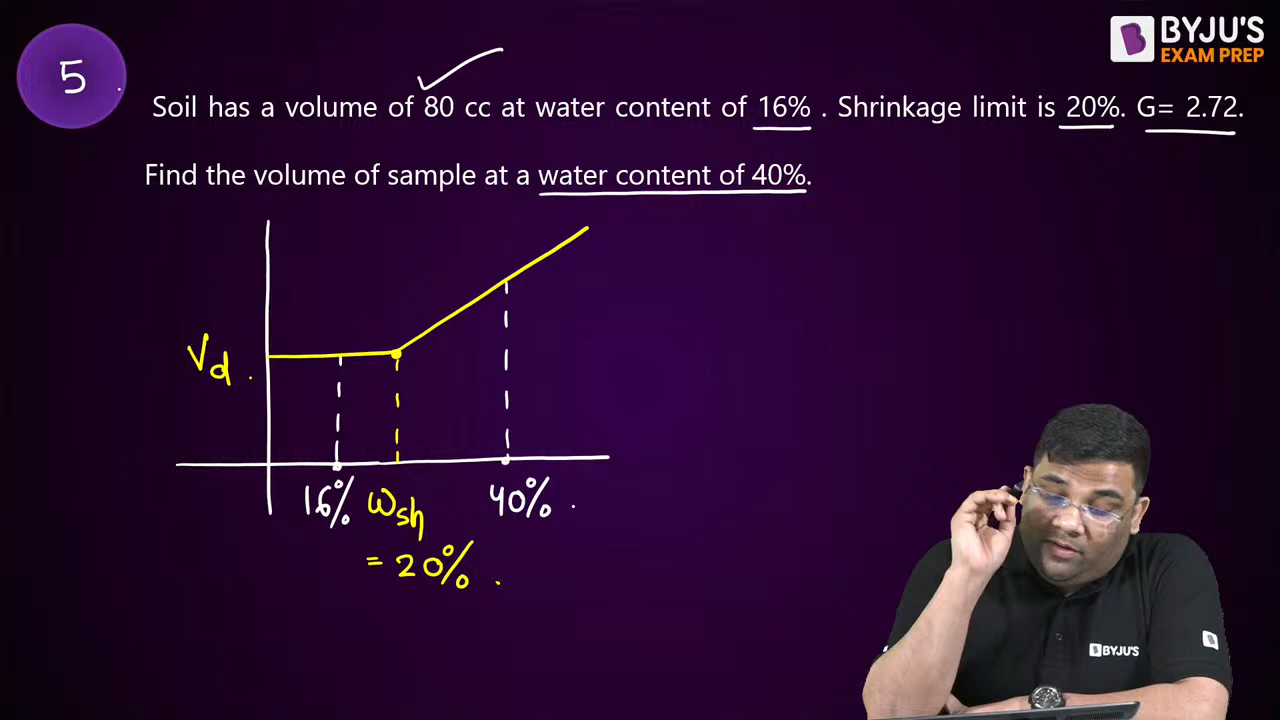 5
BYJU'S
EXAM PREP
Soil has a volume of 80 cc at water content of 16% . Shrinkage limit is 20%. G= 2.72.
Find the volume of sample at a water content of 40%.
Vd
16% ωsh 40%
= 20%
BYJU'S